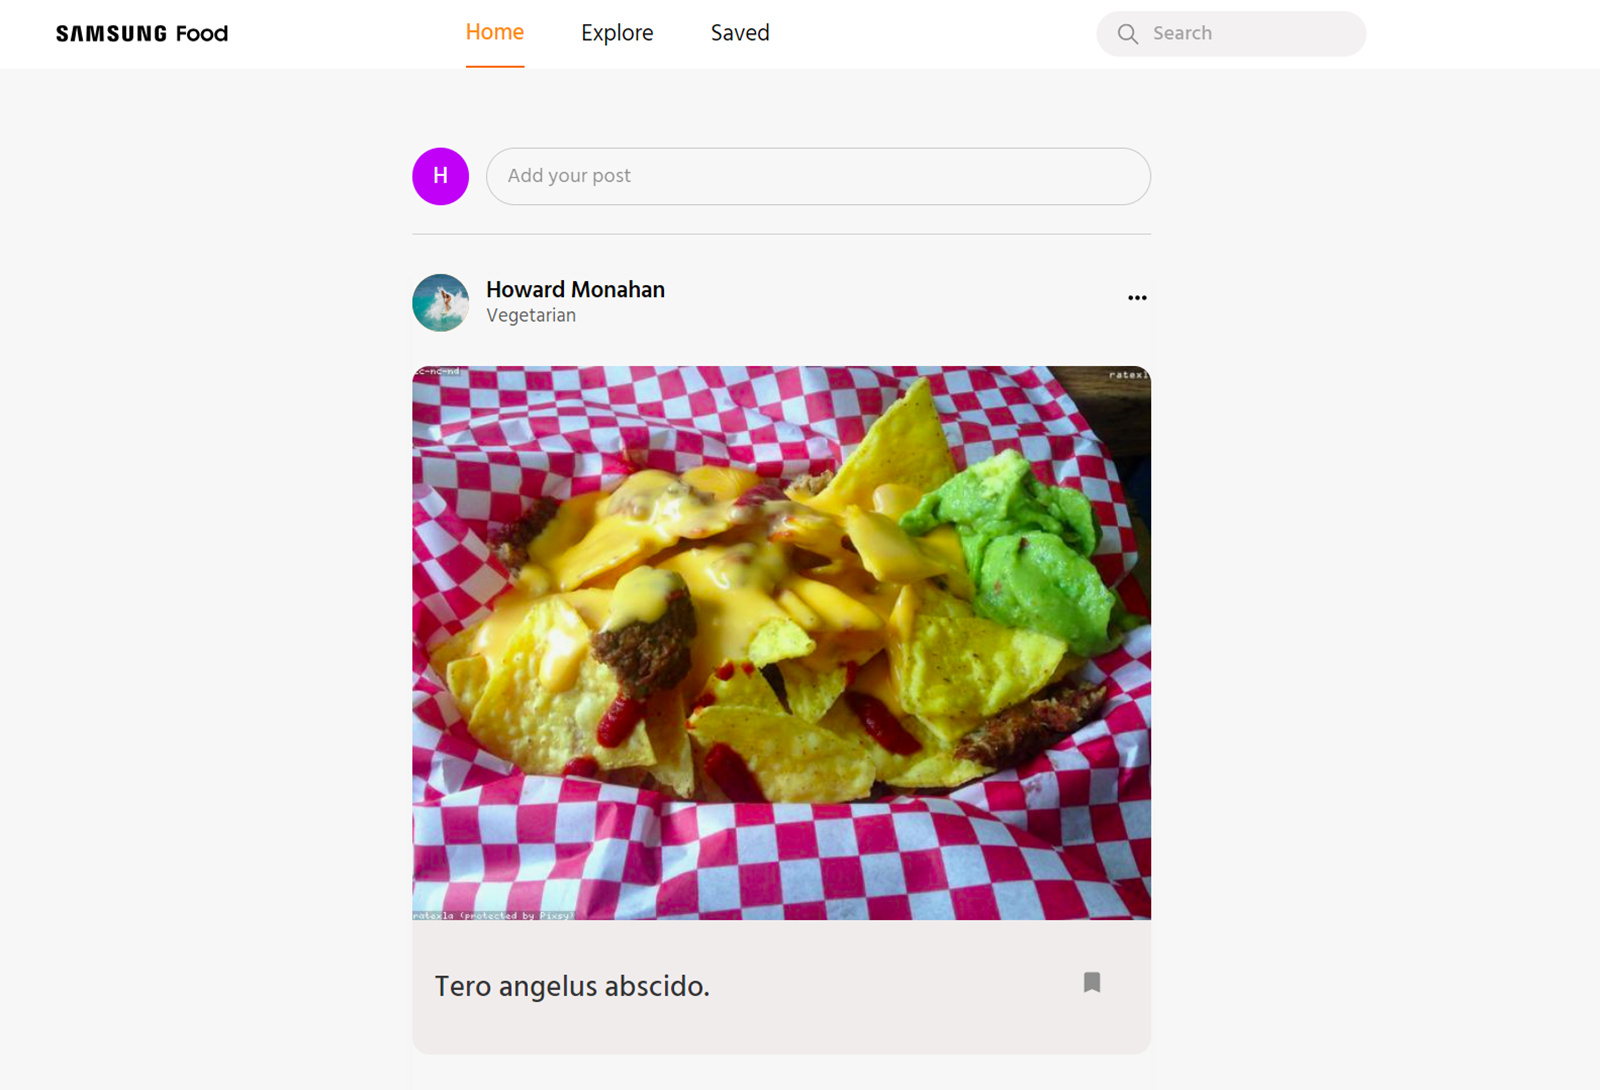 SAMSUNG Food
Home
Explore
Saved
Search
H
Add your post
Howard Monahan
Vegetarian
cc-nc-nd
ratexla (protected by Pixsy)
Tero angelus abscido.